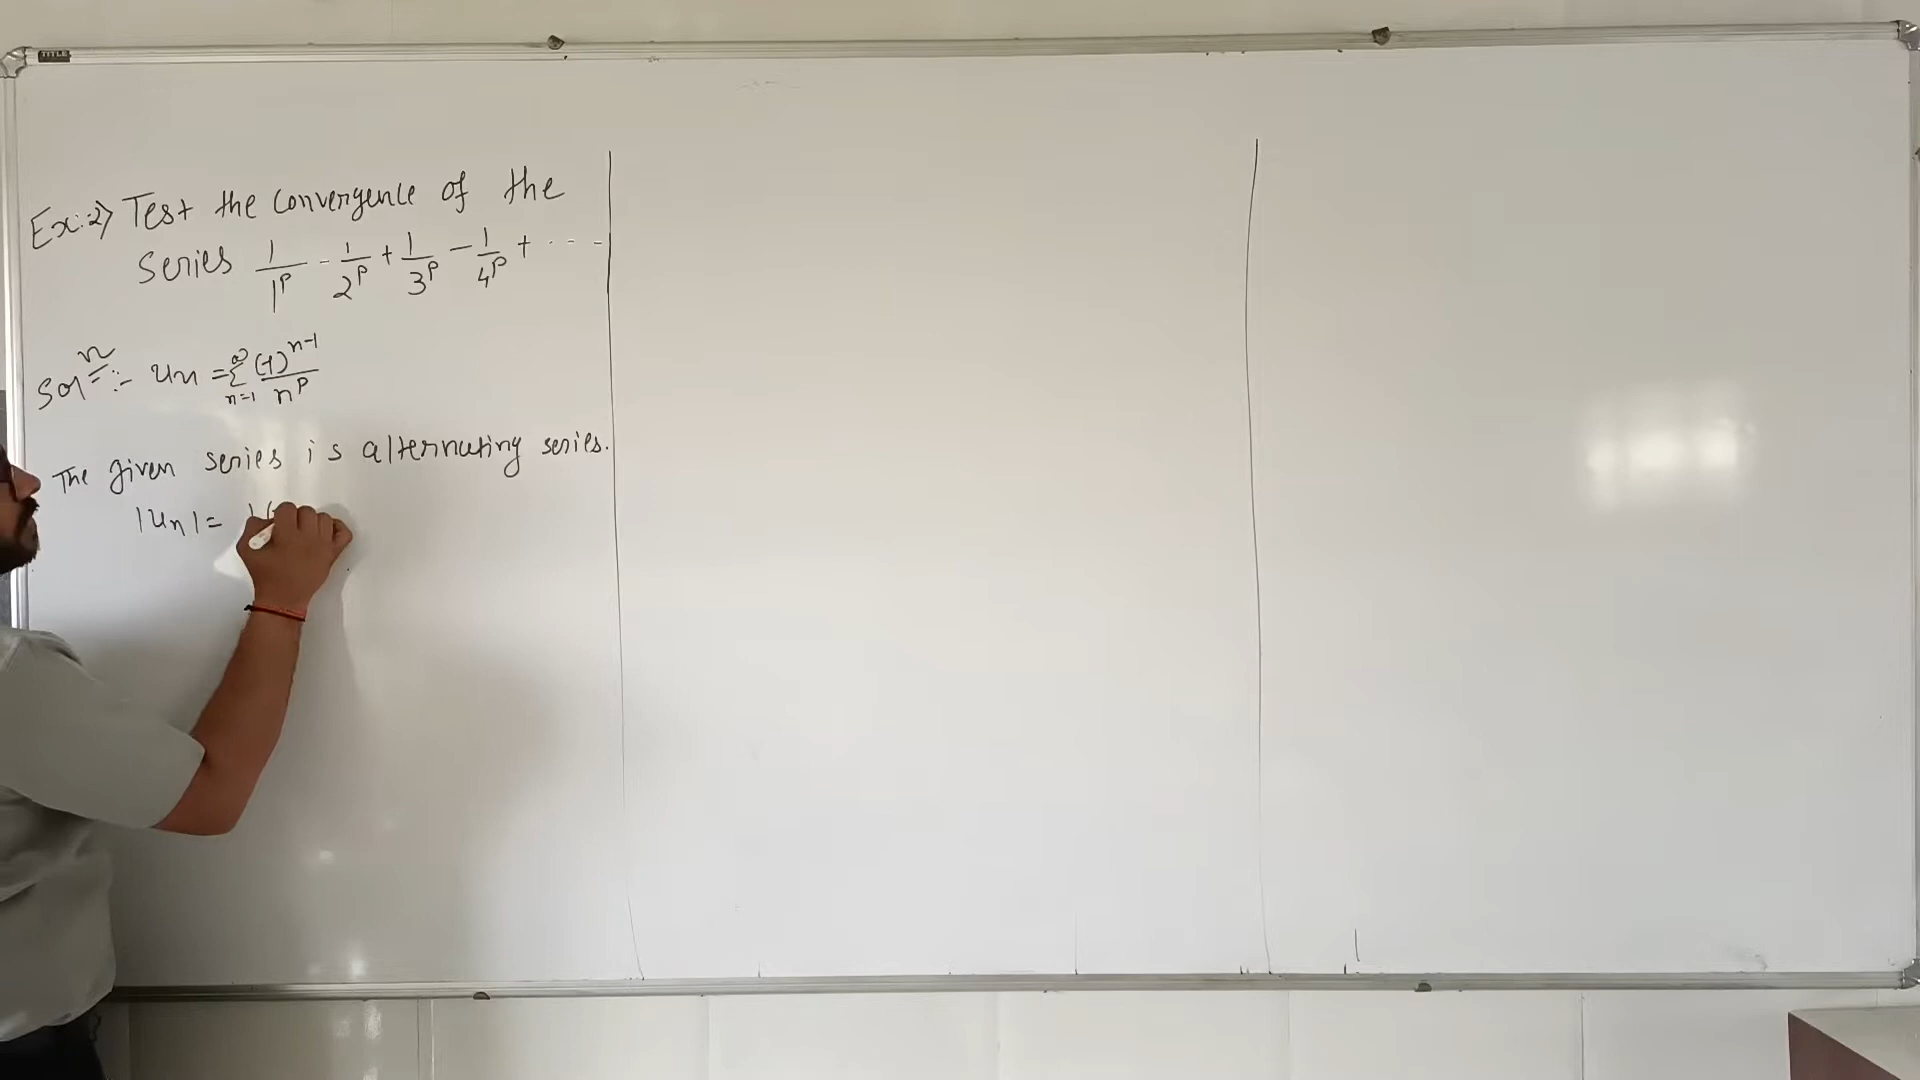 Ex:-2) Test the convergence of the
series 1/1^p - 1/2^p + 1/3^p - 1/4^p + ----
Solⁿ:- un = ∑_{n=1}^{∞} (-1)^{n-1}/n^p
The given series is alternating series.
|un| = |(